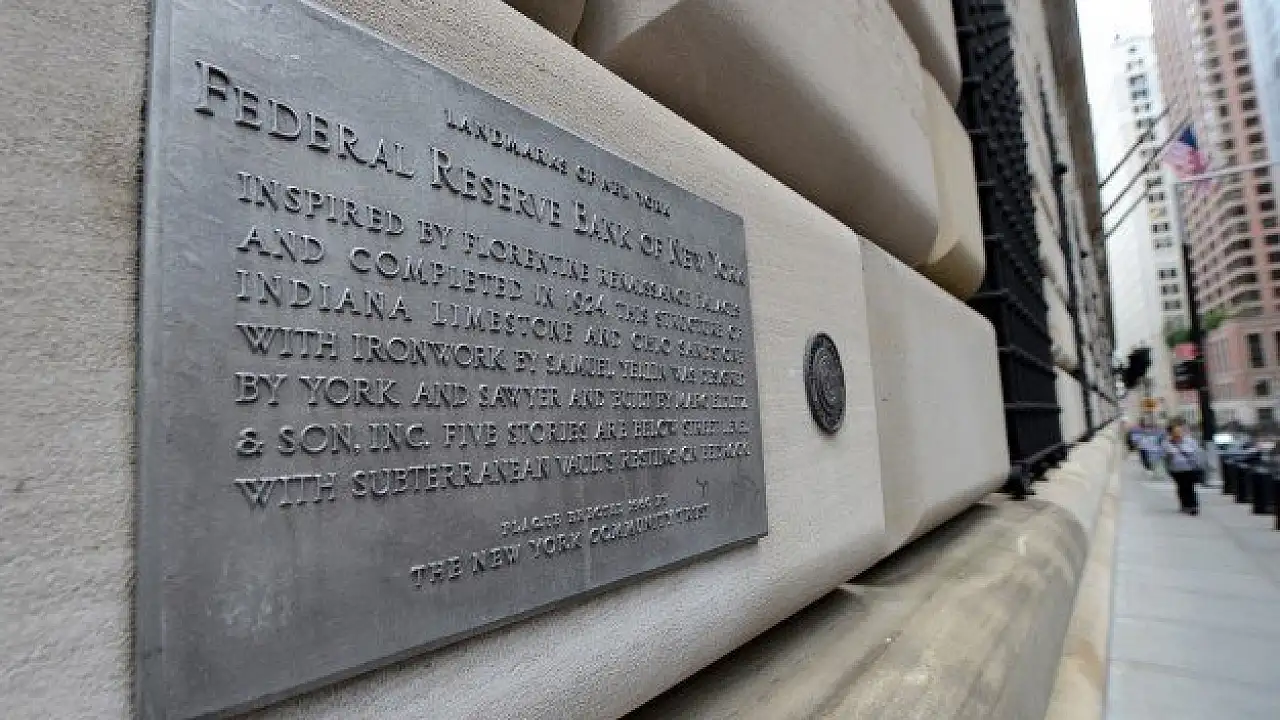 LANDMARKS OF NEW YORK
FEDERAL RESERVE BANK OF NEW YORK
INSPIRED BY FLORENTINE RENAISSANCE PALACES
AND COMPLETED IN 1924, THIS STRUCTURE OF
INDIANA LIMESTONE AND OHIO SANDSTONE
WITH IRONWORK BY SAMUEL YELLIN WAS DESIGNED
BY YORK AND SAWYER AND BUILT BY MARC EIDLITZ
& SON, INC. FIVE STORIES ARE BELOW STREET LEVEL
WITH SUBTERRANEAN VAULTS RESTING ON BEDROCK.
PLAQUE ERECTED BY
THE NEW YORK COMMUNITY TRUST